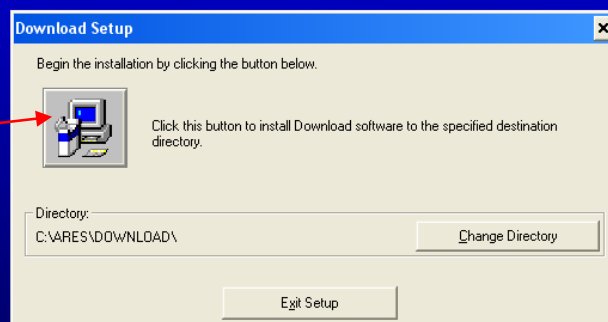 Download Setup
Begin the installation by clicking the button below.
Click this button to install Download software to the specified destination
directory.
Directory:
C:\ARES\DOWNLOAD\
Change Directory
Exit Setup